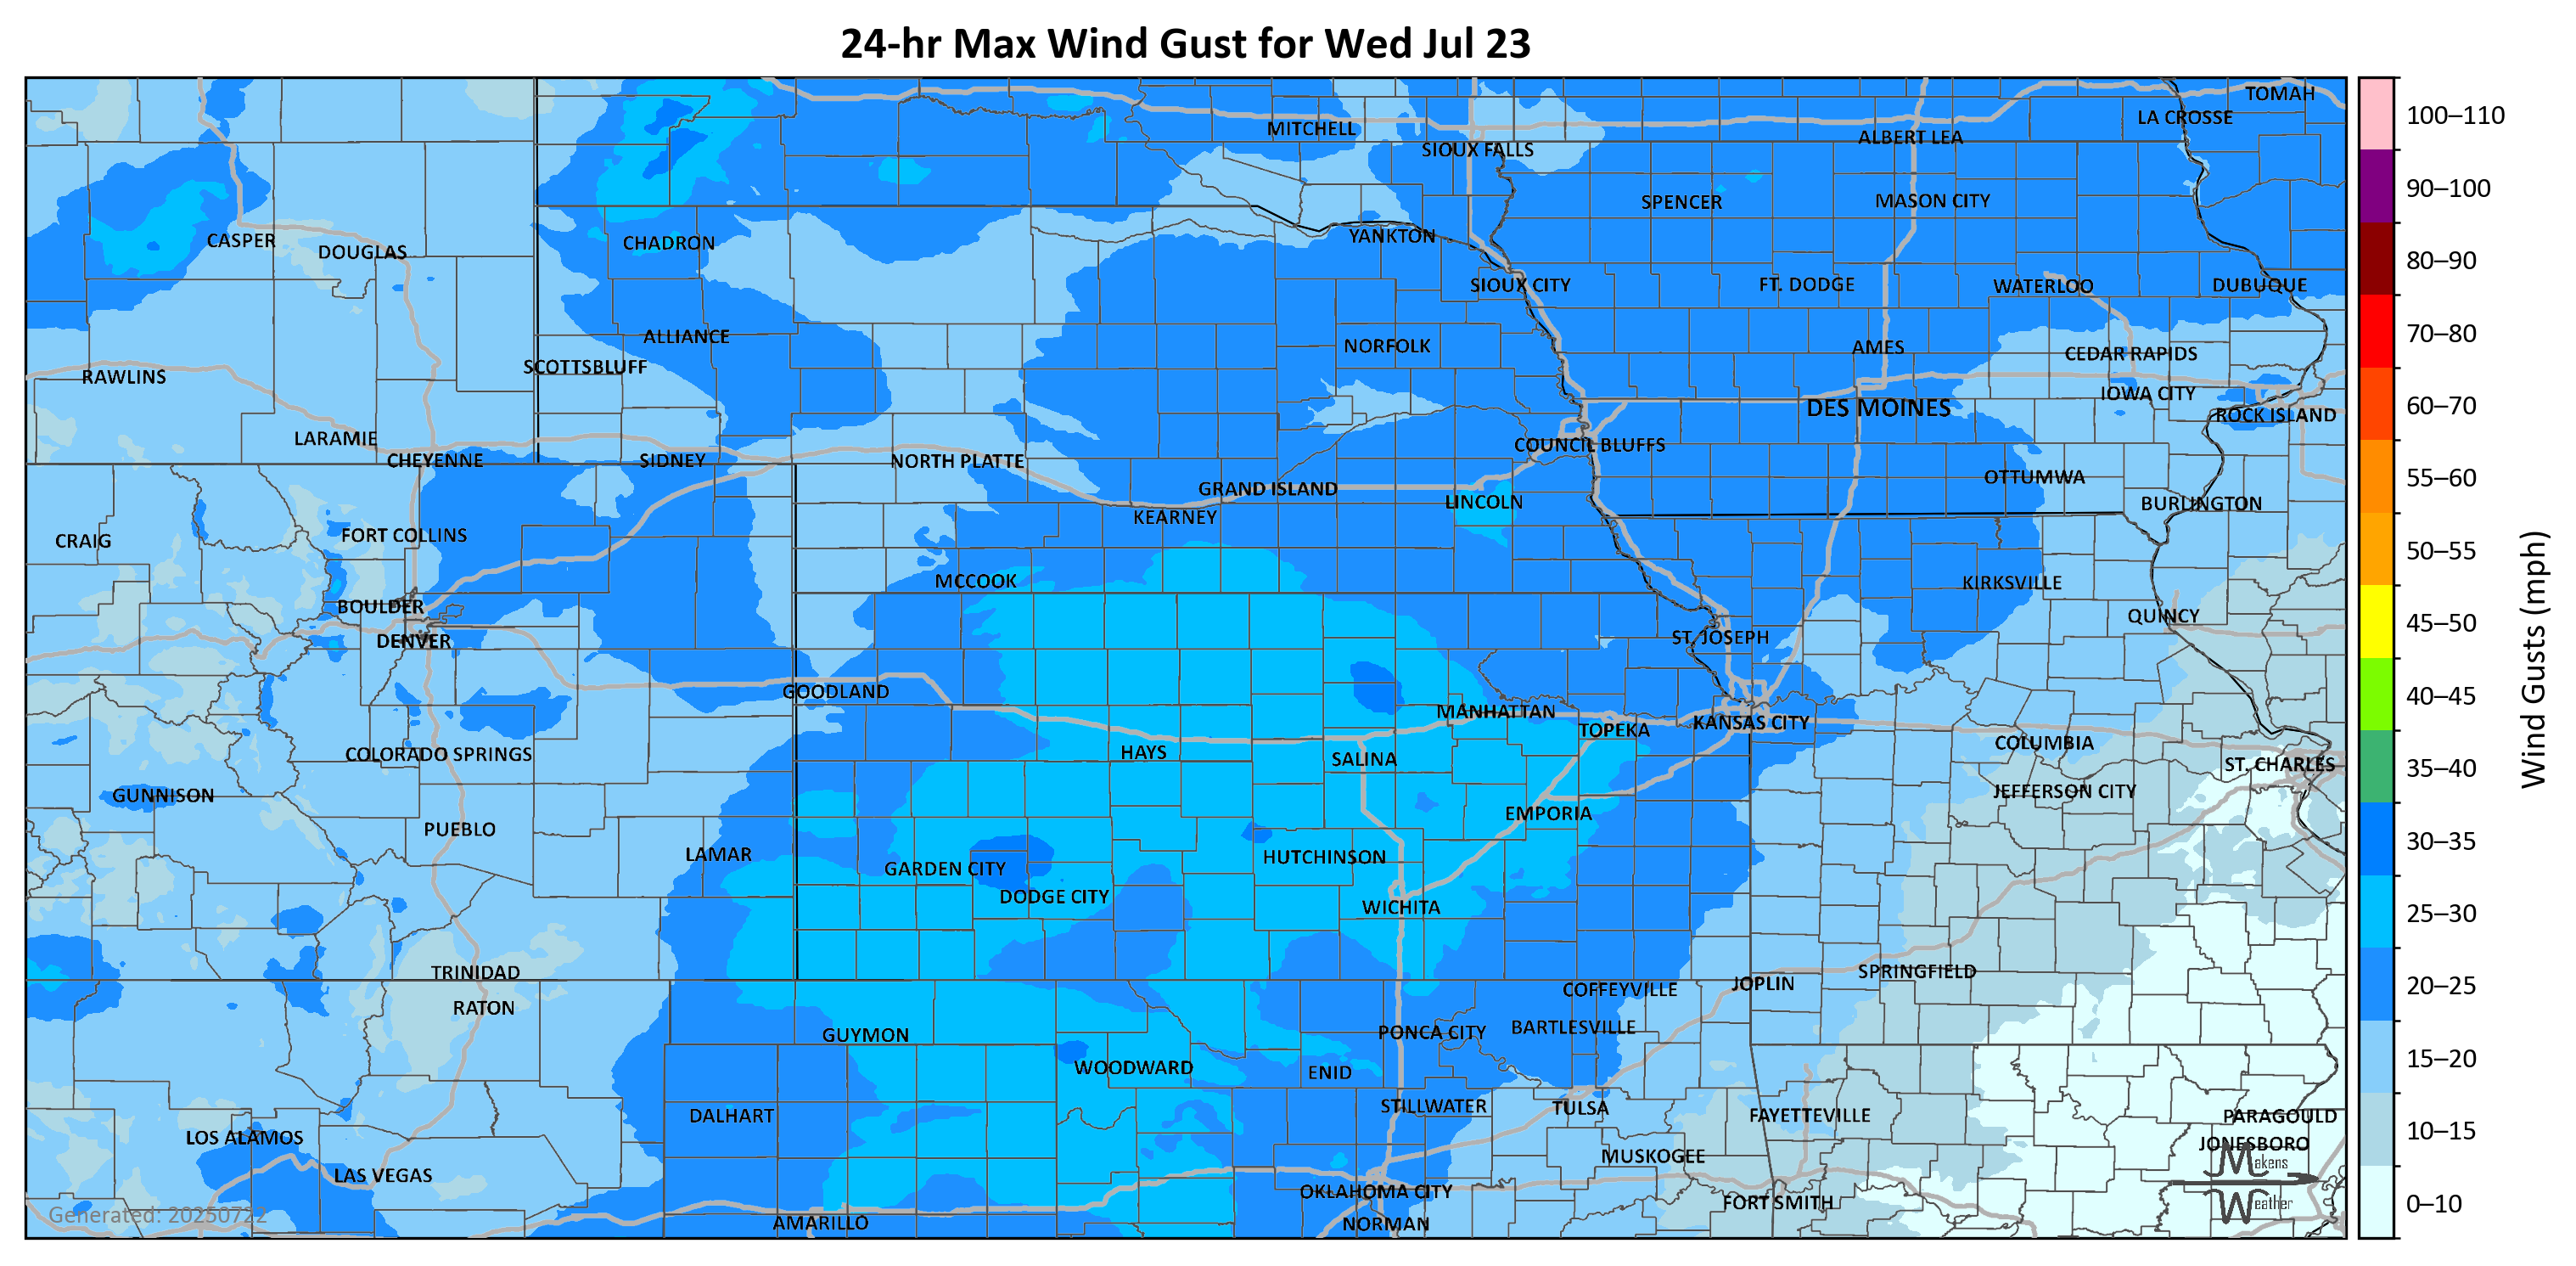 24-hr Max Wind Gust for Wed Jul 23
TOMAH
LA CROSSE
MITCHELL
ALBERT LEA
SIOUX FALLS
SPENCER
MASON CITY
CASPER
DOUGLAS
CHADRON
YANKTON
SIOUX CITY
FT. DODGE
WATERLOO
DUBUQUE
ALLIANCE
NORFOLK
AMES
CEDAR RAPIDS
SCOTTSBLUFF
RAWLINS
IOWA CITY
DES MOINES
ROCK ISLAND
LARAMIE
COUNCIL BLUFFS
CHEYENNE
SIDNEY
NORTH PLATTE
OTTUMWA
GRAND ISLAND
LINCOLN
BURLINGTON
KEARNEY
CRAIG
FORT COLLINS
MCCOOK
KIRKSVILLE
BOULDER
QUINCY
DENVER
ST. JOSEPH
GOODLAND
MANHATTAN
TOPEKA
KANSAS CITY
COLUMBIA
COLORADO SPRINGS
HAYS
SALINA
ST. CHARLES
GUNNISON
JEFFERSON CITY
EMPORIA
PUEBLO
LAMAR
HUTCHINSON
GARDEN CITY
DODGE CITY
WICHITA
TRINIDAD
SPRINGFIELD
JOPLIN
COFFEYVILLE
RATON
GUYMON
PONCA CITY
BARTLESVILLE
WOODWARD
ENID
STILLWATER
TULSA
DALHART
FAYETTEVILLE
PARAGOULD
LOS ALAMOS
JONESBORO
MUSKOGEE
LAS VEGAS
OKLAHOMA CITY
FORT SMITH
AMARILLO
NORMAN
Generated: 20250722
Makens
Weather
100–110
90–100
80–90
70–80
60–70
55–60
50–55
45–50
40–45
35–40
30–35
25–30
20–25
15–20
10–15
0–10
Wind Gusts (mph)